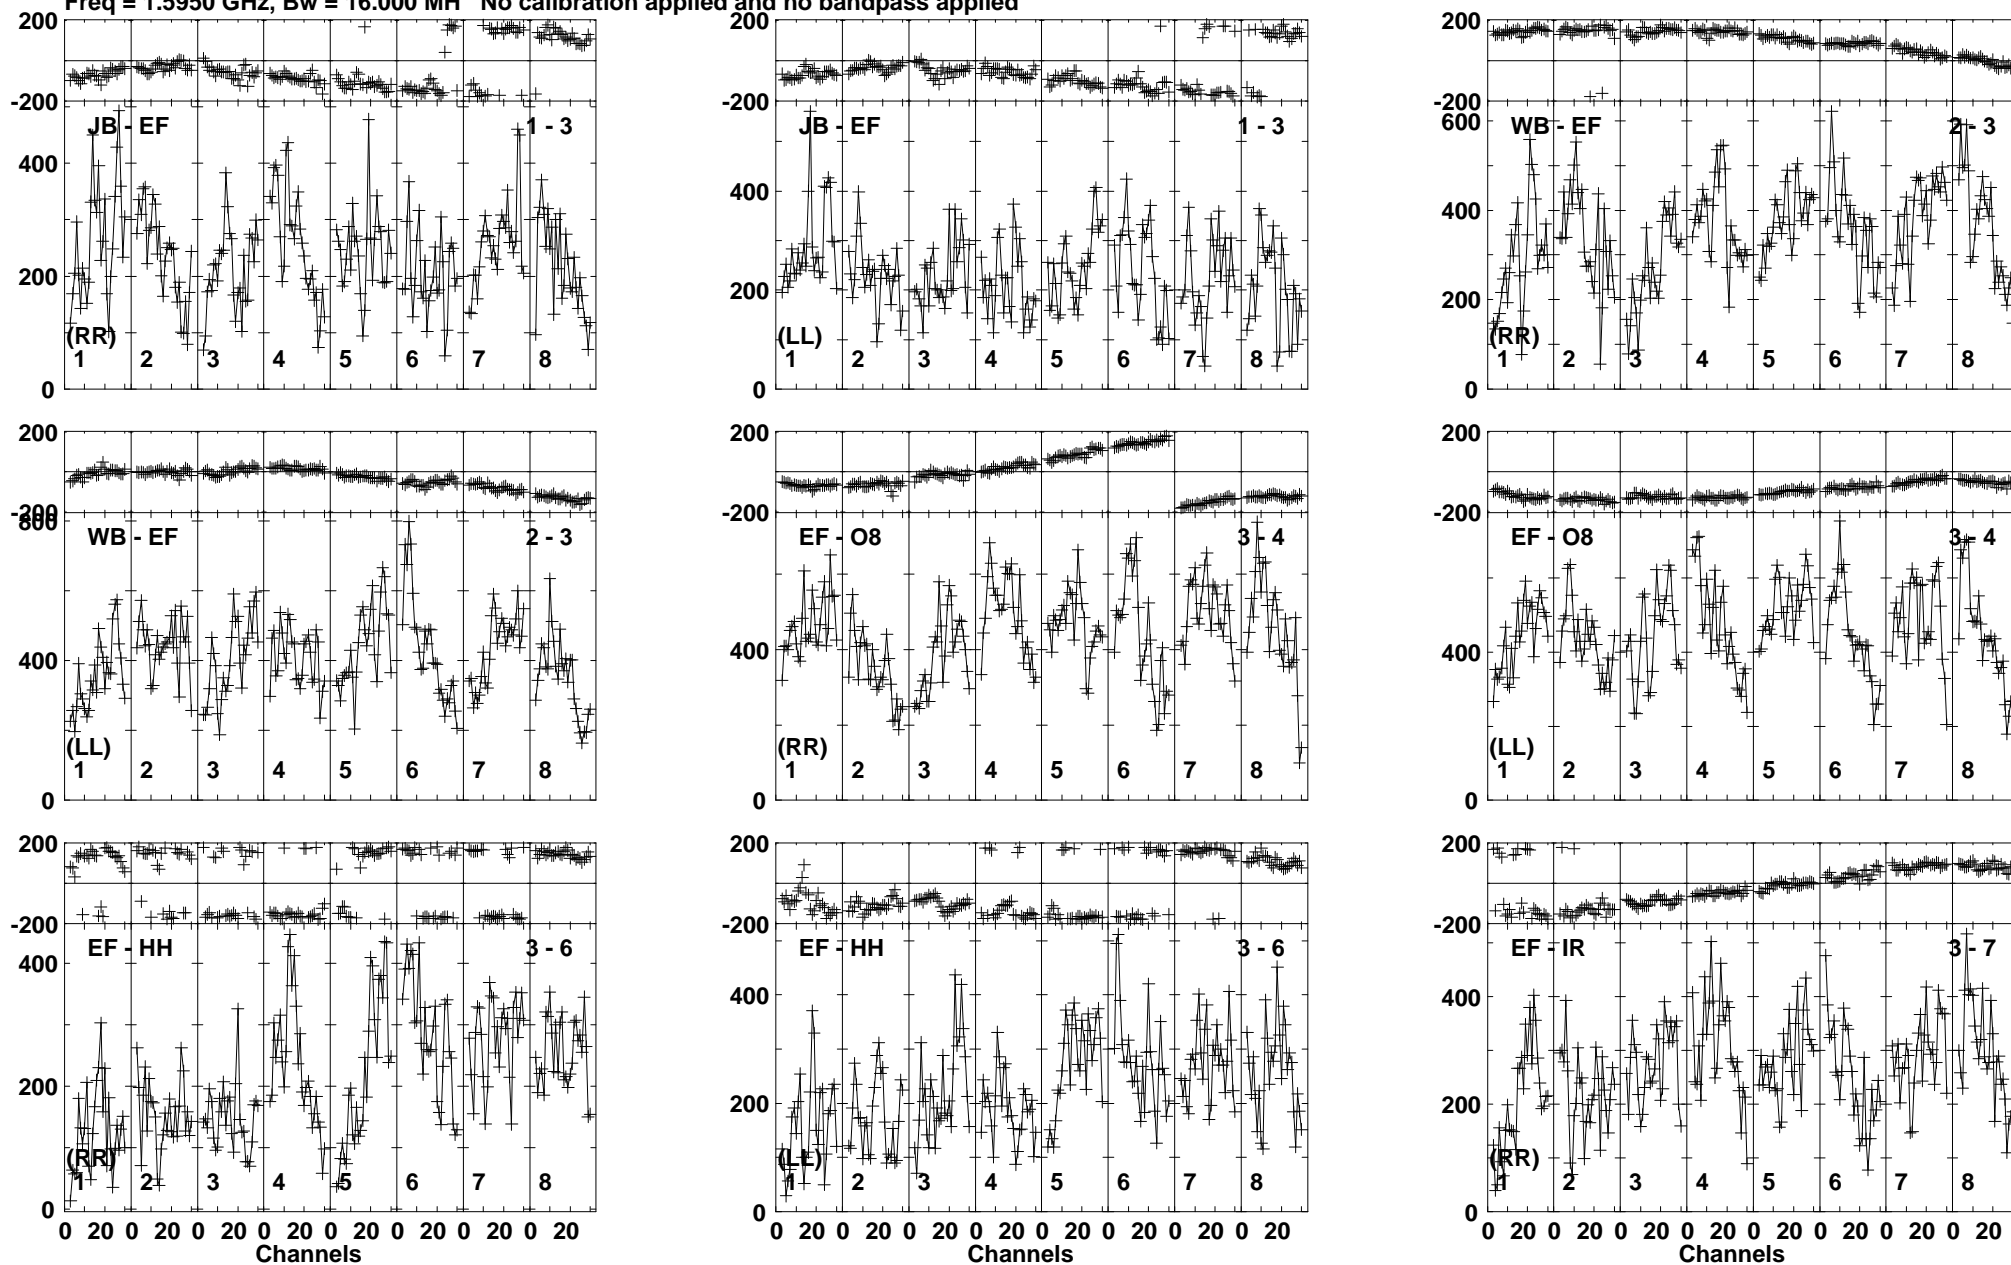 Freq = 1.5950 GHz, Bw = 16.000 MH No calibration applied and no bandpass applied
200 200 200
-200 -200 -200
JB - EF 1 - 3 JB - EF 1 - 3 WB - EF 2 - 3
600
400 400 400
200 200 200
(RR) (LL) (RR)
1 2 3 4 5 6 7 8 1 2 3 4 5 6 7 8 1 2 3 4 5 6 7 8
0 0 0
200 200 200
-200 -200 -200
800
WB - EF 2 - 3 EF - O8 3 - 4 EF - O8 3 - 4
400 400 400
(LL) (RR) (LL)
1 2 3 4 5 6 7 8 1 2 3 4 5 6 7 8 1 2 3 4 5 6 7 8
0 0 0
200 200 200
-200 -200 -200
EF - HH 3 - 6 EF - HH 3 - 6 EF - IR 3 - 7
400 400 400
200 200 200
(RR) (LL) (RR)
1 2 3 4 5 6 7 8 1 2 3 4 5 6 7 8 1 2 3 4 5 6 7 8
0 0 0
0 20 0 20 0 20 0 20 0 20 0 20 0 20 0 20 0 20 0 20 0 20 0 20 0 20 0 20 0 20 0 20 0 20 0 20 0 20 0 20 0 20 0 20 0 20 0 20
Channels Channels Channels